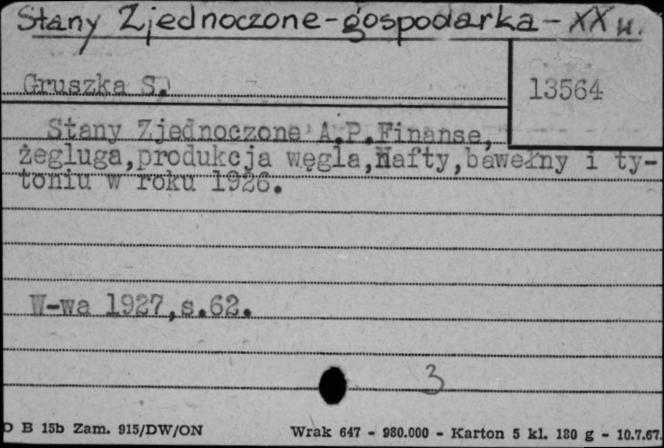 Stany Zjednoczone-gospodarka-XX w.
Gruszka S.
13564
Stany Zjednoczone A.P.Finanse,
żegluga,produkcja węgla,Nafty,bawełny i ty-
toniu w roku 1926.
W-wa 1927,s.62.
3
D B 15b Zam. 915/DW/ON
Wrak 647 - 980.000 - Karton 5 kl. 180 g - 10.7.67